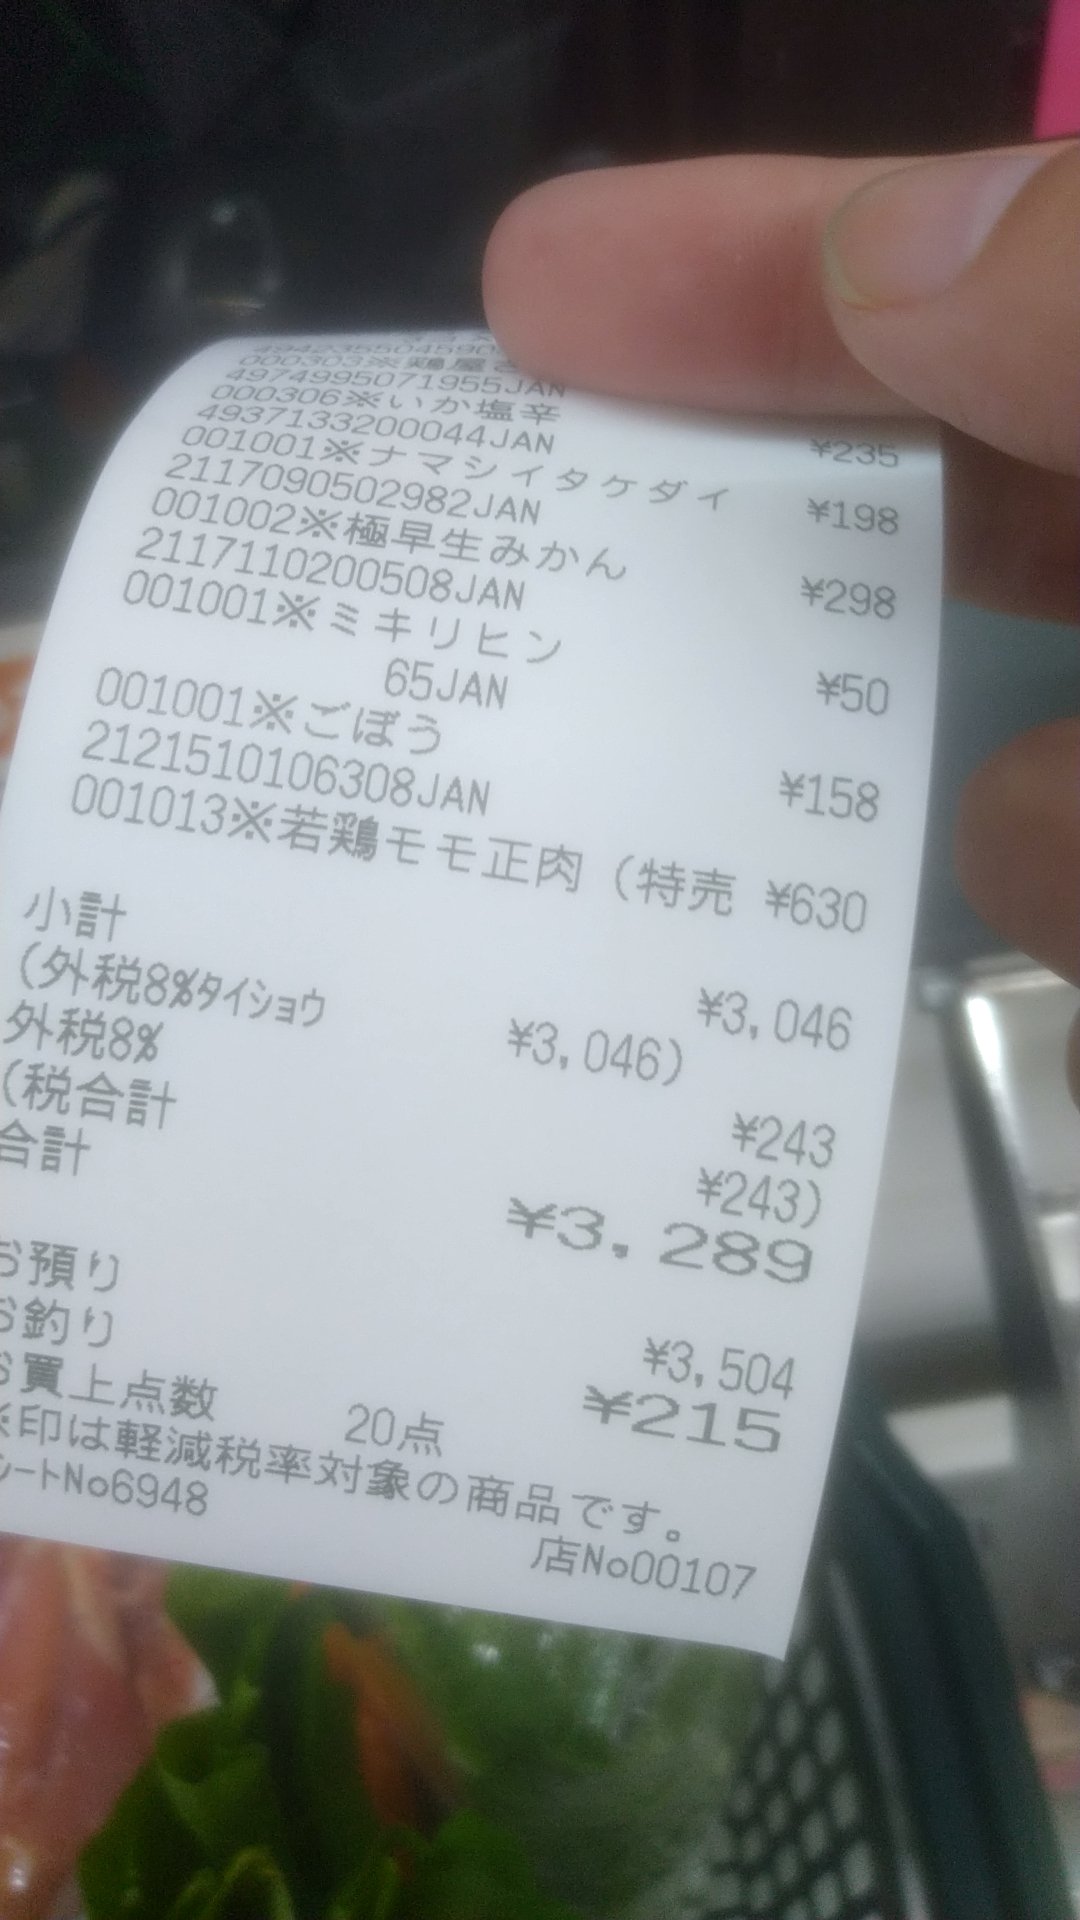 000303※鶏屋
4974995071955JAN
000306※いか塩辛 ¥235
4937133200044JAN
001001※ナマシイタケダイ ¥198
2117090502982JAN
001002※極早生みかん ¥298
2117110200508JAN
001001※ミキリヒン ¥50
65JAN
001001※ごぼう ¥158
2121510106308JAN
001013※若鶏モモ正肉(特売 ¥630
小計 ¥3,046
(外税8%タイショウ ¥3,046)
外税8% ¥243
(税合計 ¥243)
合計 ¥3,289
お預り ¥3,504
お釣り ¥215
お買上点数 20点
※印は軽減税率対象の商品です。
シートNo6948 店No00107